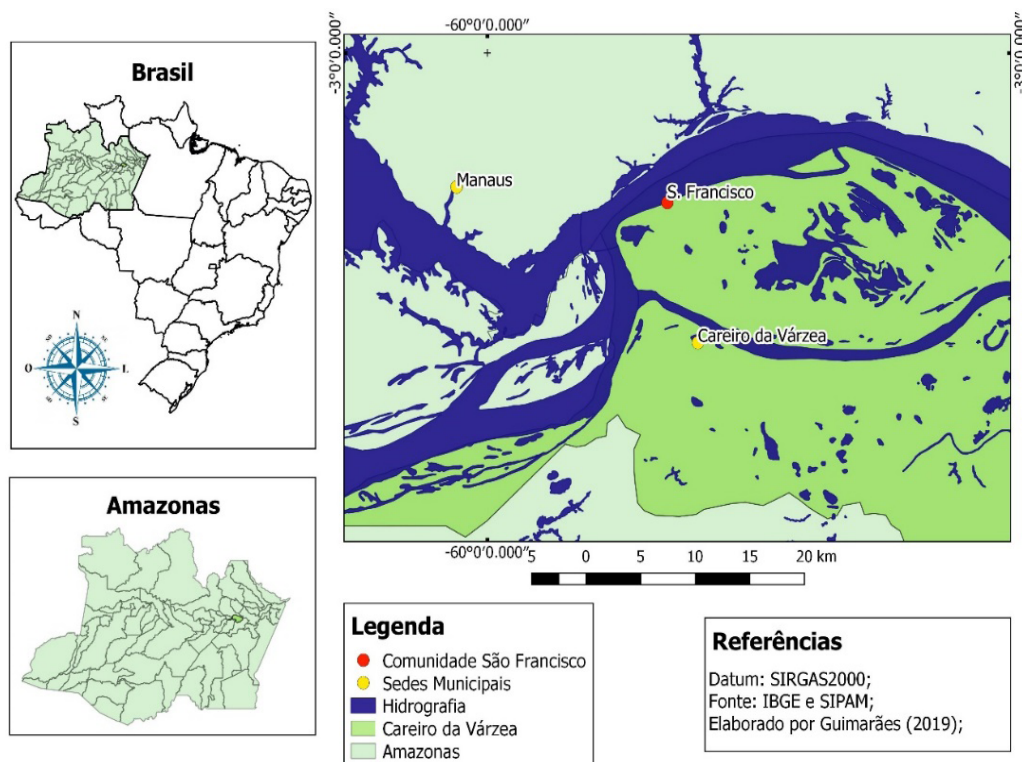 Brasil
N
O
L
S
Amazonas
-60°0'0.000"
-3°0'0.000"
-3°0'0.000"
Manaus
S. Francisco
Careiro da Várzea
-60°0'0.000"
5 0 5 10 15 20 km
Legenda
Comunidade São Francisco
Sedes Municipais
Hidrografia
Careiro da Várzea
Amazonas
Referências
Datum: SIRGAS2000;
Fonte: IBGE e SIPAM;
Elaborado por Guimarães (2019);